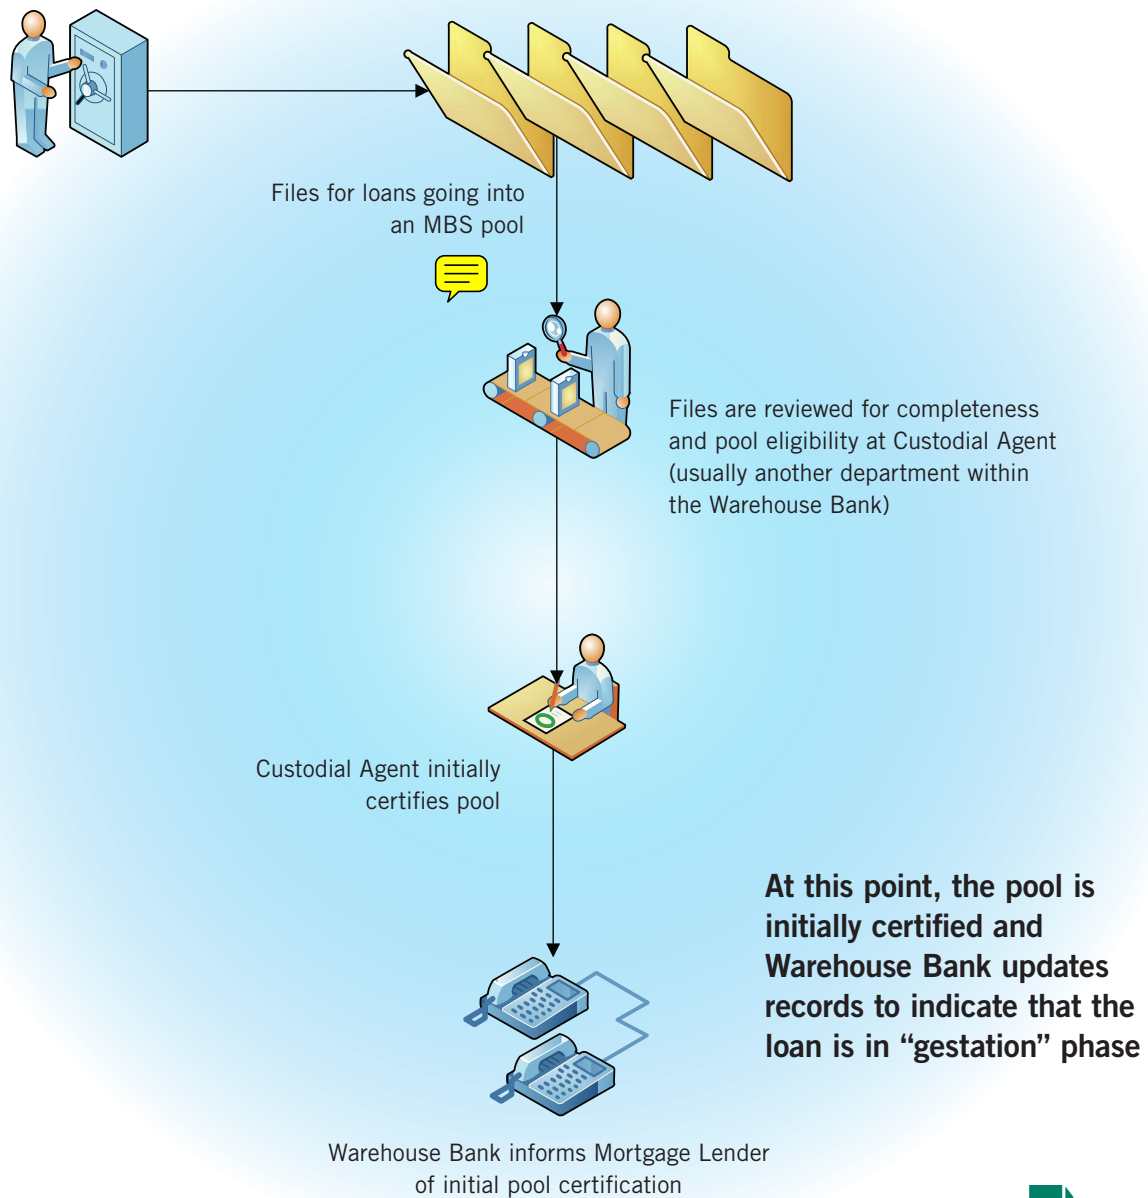 Files for loans going into
an MBS pool
Files are reviewed for completeness
and pool eligibility at Custodial Agent
(usually another department within
the Warehouse Bank)
Custodial Agent initially
certifies pool
At this point, the pool is
initially certified and
Warehouse Bank updates
records to indicate that the
loan is in “gestation” phase
Warehouse Bank informs Mortgage Lender
of initial pool certification